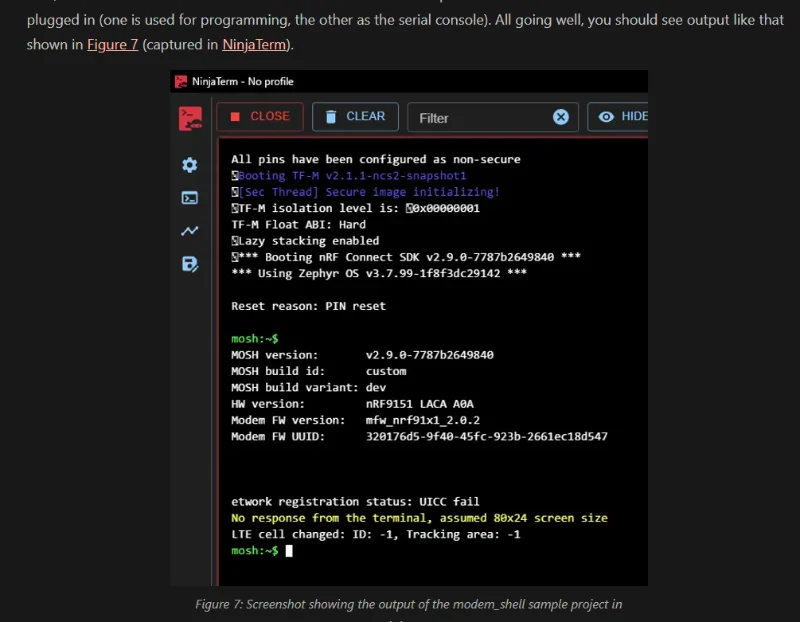 plugged in (one is used for programming, the other as the serial console). All going well, you should see output like that
shown in Figure 7 (captured in NinjaTerm).
NinjaTerm - No profile
CLOSE
CLEAR
Filter
HIDE
All pins have been configured as non-secure
Booting TF-M v2.1.1-ncs2-snapshot1
[Sec Thread] Secure image initializing!
TF-M isolation level is: 0x00000001
TF-M Float ABI: Hard
Lazy stacking enabled
*** Booting nRF Connect SDK v2.9.0-7787b2649840 ***
*** Using Zephyr OS v3.7.99-1f8f3dc29142 ***
Reset reason: PIN reset
mosh:~$
MOSH version: v2.9.0-7787b2649840
MOSH build id: custom
MOSH build variant: dev
HW version: nRF9151 LACA A0A
Modem FW version: mfw_nrf91x1_2.0.2
Modem FW UUID: 320176d5-9f40-45fc-923b-2661ec18d547
etwork registration status: UICC fail
No response from the terminal, assumed 80x24 screen size
LTE cell changed: ID: -1, Tracking area: -1
mosh:~$
Figure 7: Screenshot showing the output of the modem_shell sample project in